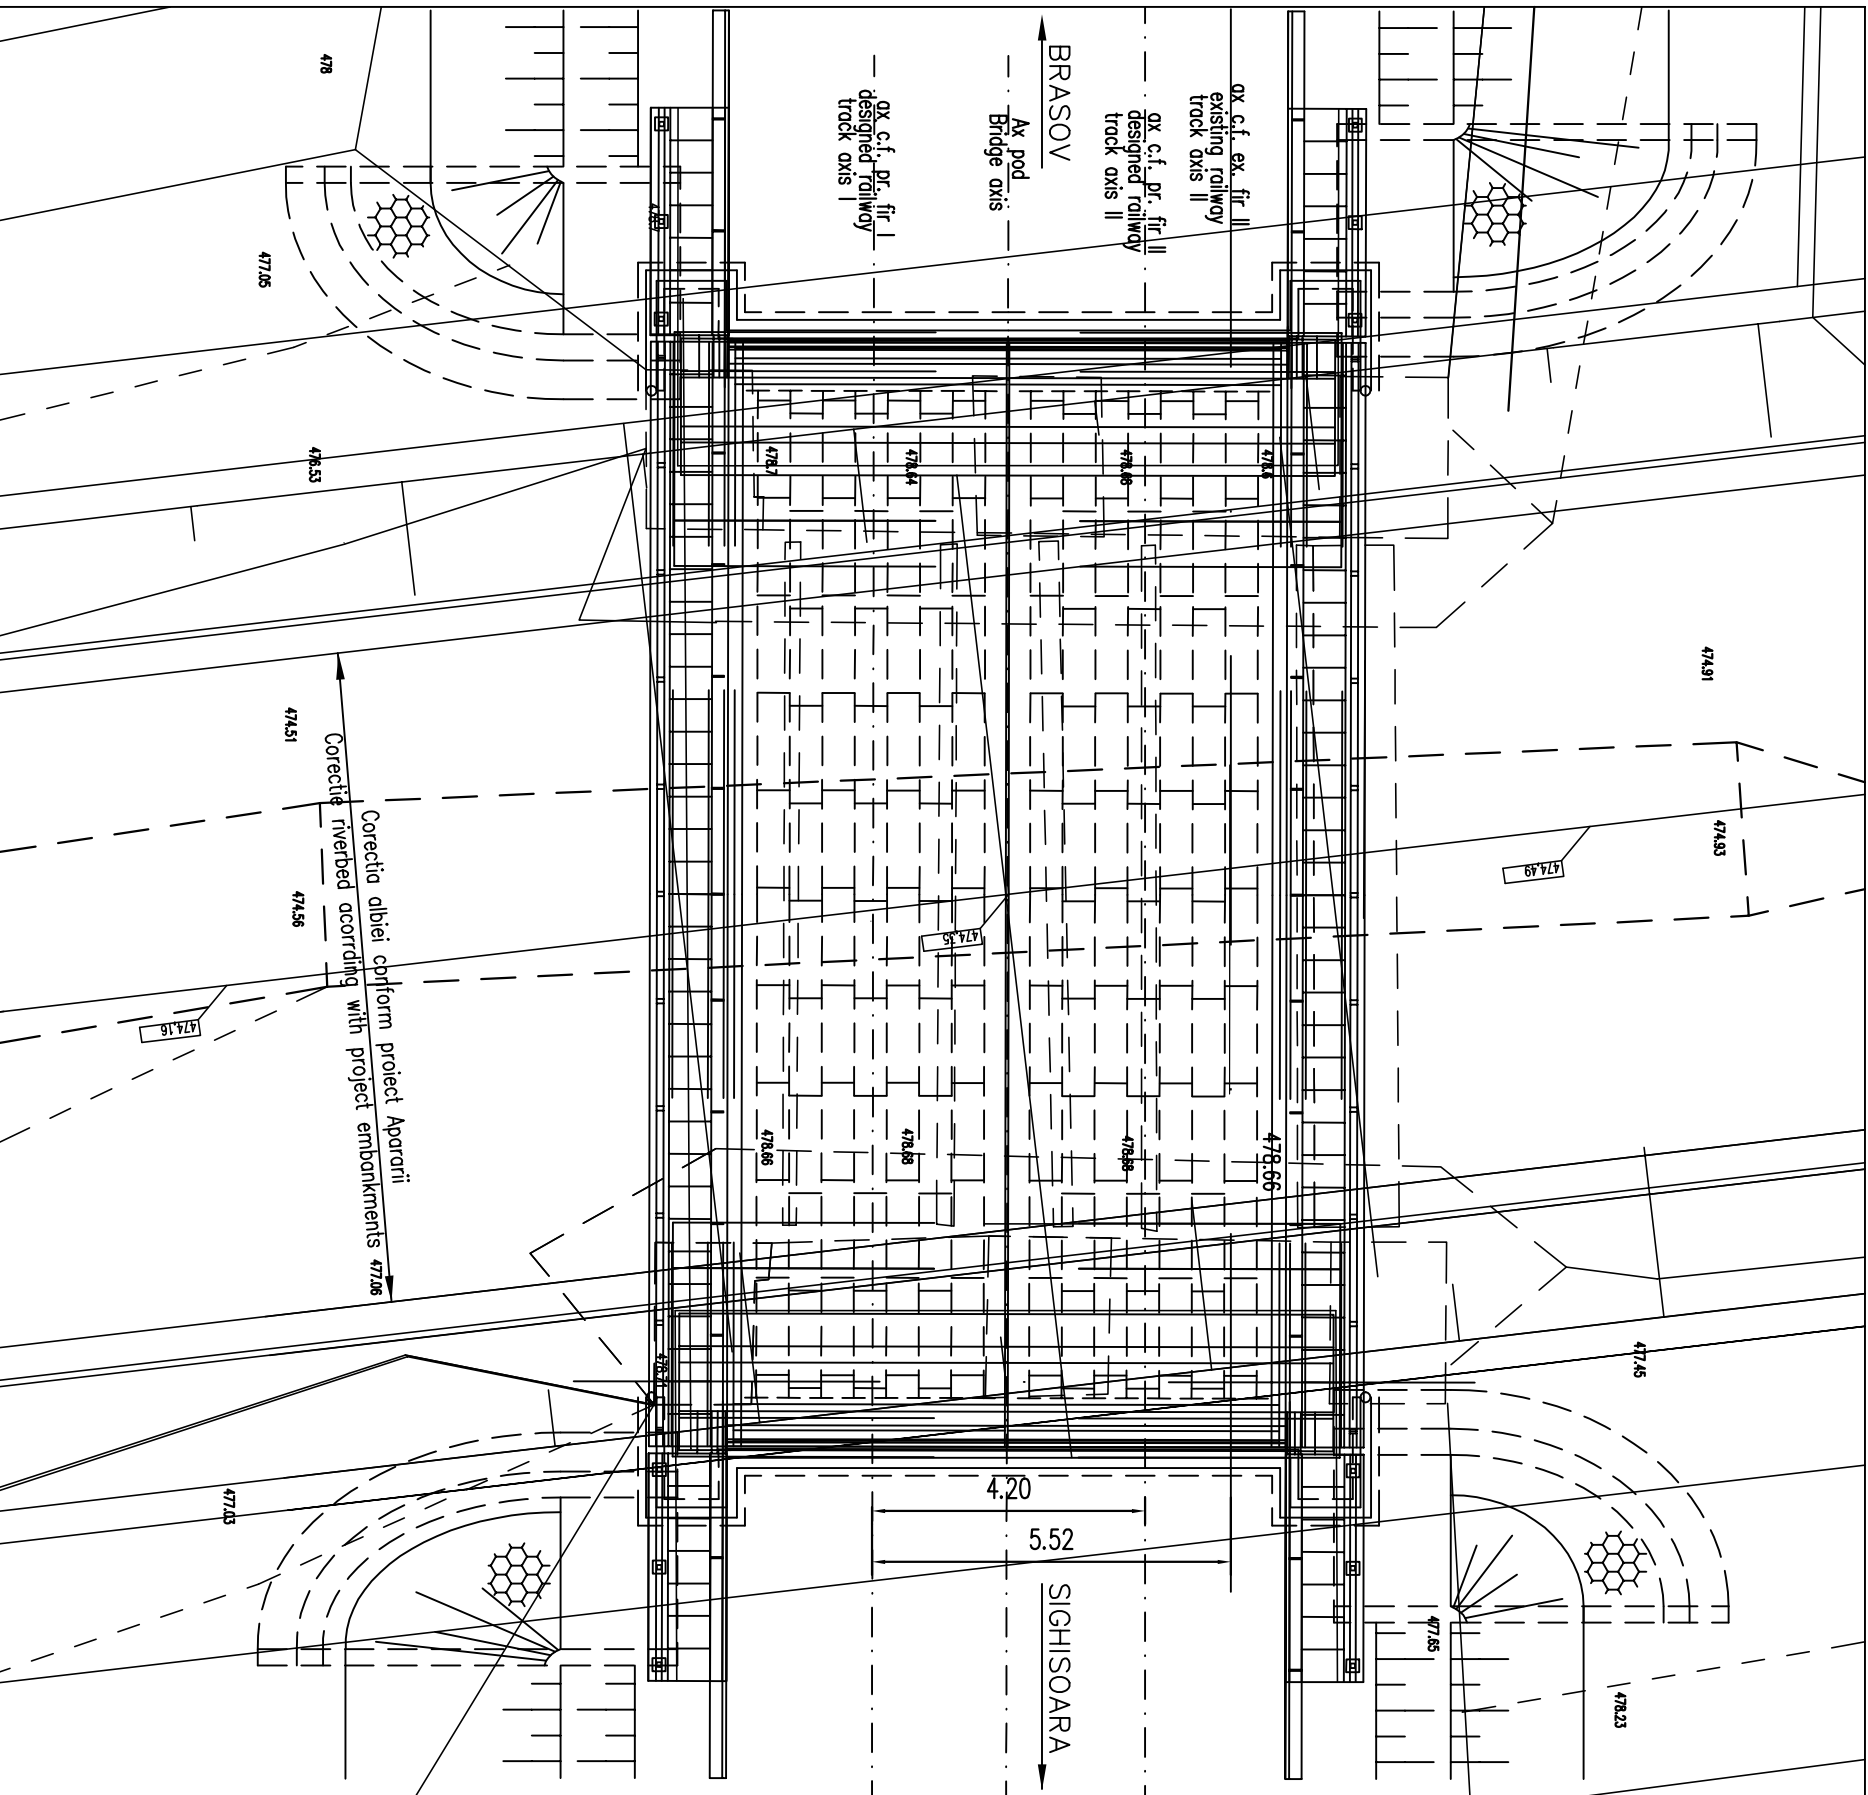 BRASOV
ax c.f. ex. fir II
existing railway
track axis II
ax c.f. pr. fir II
designed railway
track axis II
Ax pod
Bridge axis
ax c.f. pr. fir I
designed railway
track axis I
478
477.05
476.53
478.7
478.64
478.68
478.6
474.91
474.93
474,49
474.51
474.56
474,35
474,16
Corectia albiei conform proiect Apararii
Corectie riverbed acorrding with project embankments
477.06
478.66
478.68
478.68
478.66
478.71
477.45
477.03
4.20
5.52
SIGHISOARA
477.65
478.23